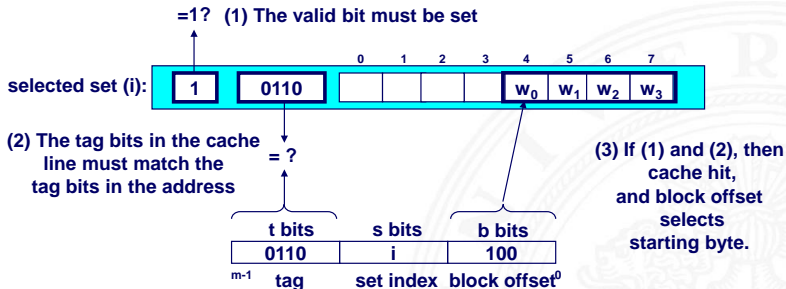 =1? (1) The valid bit must be set
0 1 2 3 4 5 6 7
selected set (i): 1 0110 w0 w1 w2 w3
(2) The tag bits in the cache
line must match the
tag bits in the address
= ?
(3) If (1) and (2), then
cache hit,
and block offset
selects
starting byte.
t bits s bits b bits
0110 i 100
m-1 tag set index block offset 0